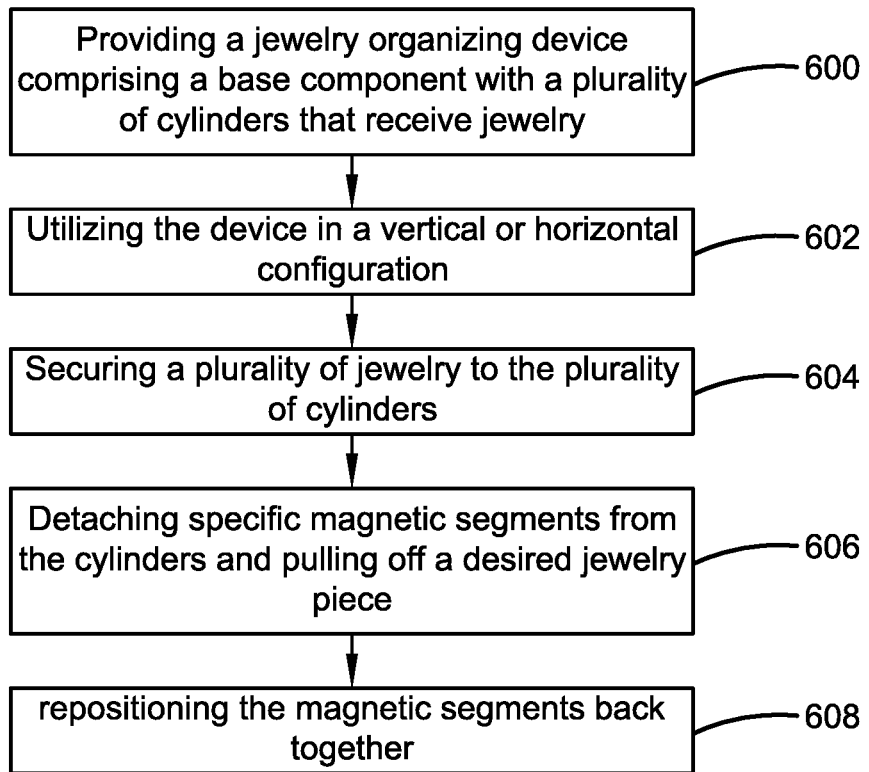 Providing a jewelry organizing device
comprising a base component with a plurality
of cylinders that receive jewelry
600
Utilizing the device in a vertical or horizontal
configuration
602
Securing a plurality of jewelry to the plurality
of cylinders
604
Detaching specific magnetic segments from
the cylinders and pulling off a desired jewelry
piece
606
repositioning the magnetic segments back
together
608